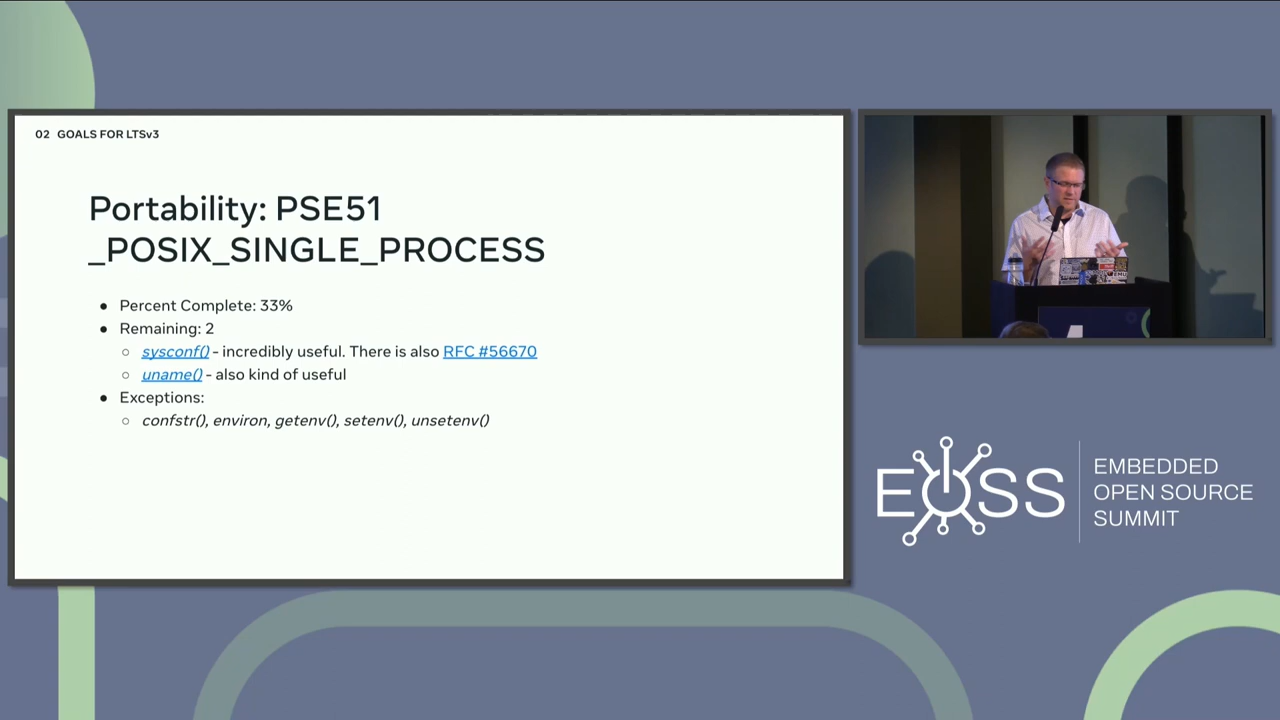 02 GOALS FOR LTSv3
Portability: PSE51
_POSIX_SINGLE_PROCESS
● Percent Complete: 33%
● Remaining: 2
○ sysconf() - incredibly useful. There is also RFC #56670
○ uname() - also kind of useful
● Exceptions:
○ confstr(), environ, getenv(), setenv(), unsetenv()
EOSS
EMBEDDED
OPEN SOURCE
SUMMIT